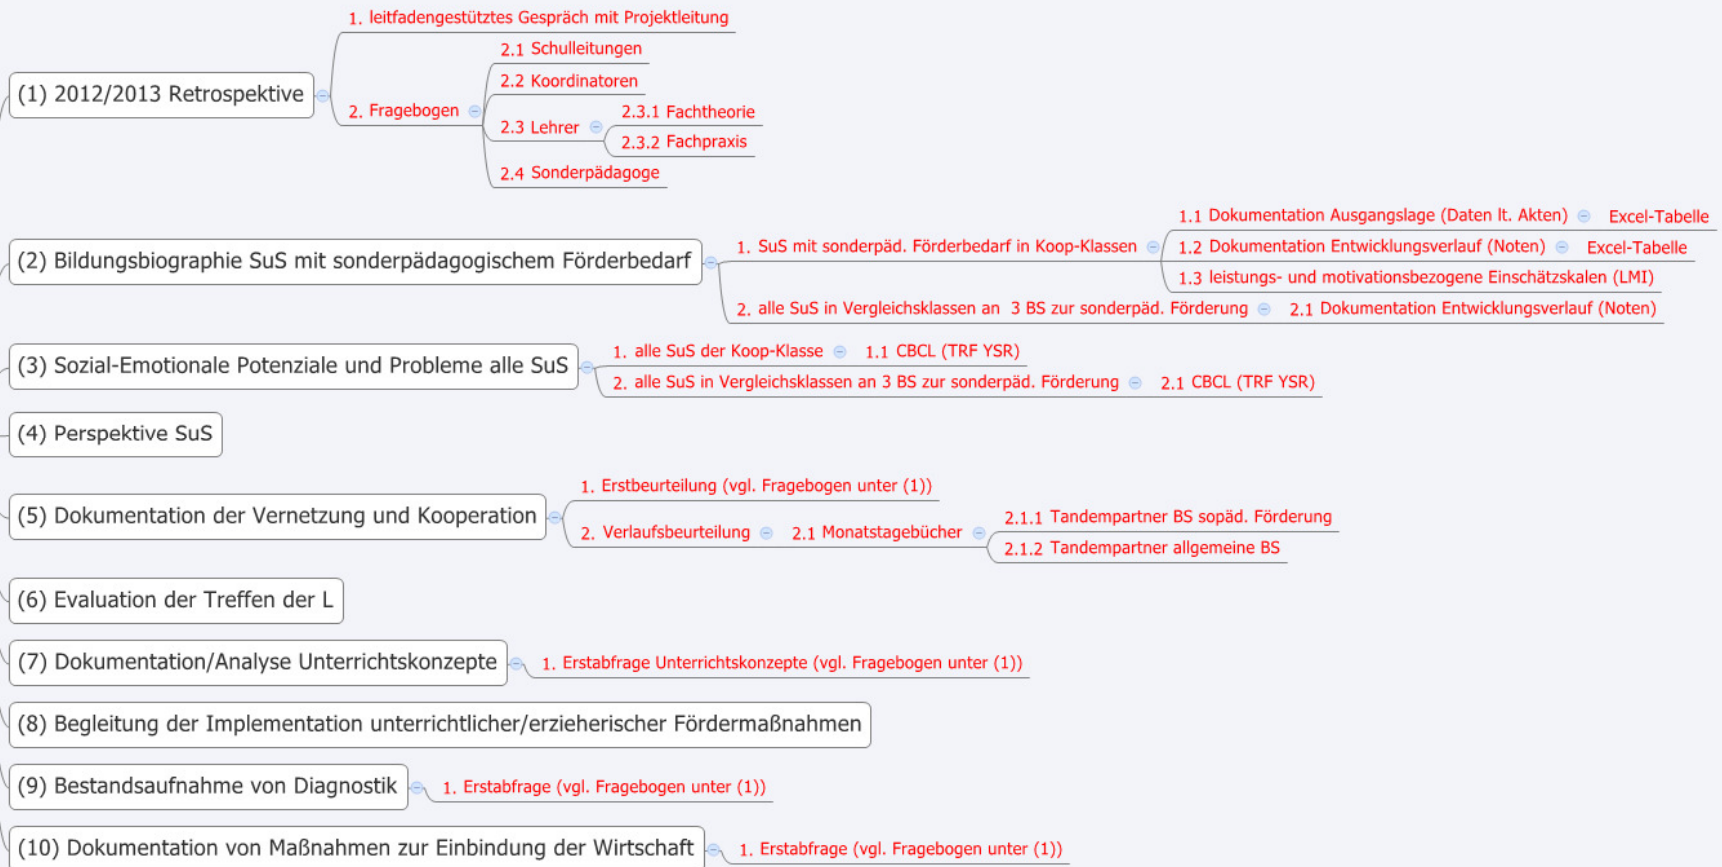 (1) 2012/2013 Retrospektive
1. leitfadengestütztes Gespräch mit Projektleitung
2. Fragebogen
2.1 Schulleitungen
2.2 Koordinatoren
2.3 Lehrer
2.3.1 Fachtheorie
2.3.2 Fachpraxis
2.4 Sonderpädagoge
(2) Bildungsbiographie SuS mit sonderpädagogischem Förderbedarf
1. SuS mit sonderpäd. Förderbedarf in Koop-Klassen
1.1 Dokumentation Ausgangslage (Daten lt. Akten)
Excel-Tabelle
1.2 Dokumentation Entwicklungsverlauf (Noten)
Excel-Tabelle
1.3 leistungs- und motivationsbezogene Einschätzskalen (LMI)
2. alle SuS in Vergleichsklassen an 3 BS zur sonderpäd. Förderung
2.1 Dokumentation Entwicklungsverlauf (Noten)
(3) Sozial-Emotionale Potenziale und Probleme alle SuS
1. alle SuS der Koop-Klasse
1.1 CBCL (TRF YSR)
2. alle SuS in Vergleichsklassen an 3 BS zur sonderpäd. Förderung
2.1 CBCL (TRF YSR)
(4) Perspektive SuS
(5) Dokumentation der Vernetzung und Kooperation
1. Erstbeurteilung (vgl. Fragebogen unter (1))
2. Verlaufsbeurteilung
2.1 Monatstagebücher
2.1.1 Tandempartner BS sopäd. Förderung
2.1.2 Tandempartner allgemeine BS
(6) Evaluation der Treffen der L
(7) Dokumentation/Analyse Unterrichtskonzepte
1. Erstabfrage Unterrichtskonzepte (vgl. Fragebogen unter (1))
(8) Begleitung der Implementation unterrichtlicher/erzieherischer Fördermaßnahmen
(9) Bestandsaufnahme von Diagnostik
1. Erstabfrage (vgl. Fragebogen unter (1))
(10) Dokumentation von Maßnahmen zur Einbindung der Wirtschaft
1. Erstabfrage (vgl. Fragebogen unter (1))